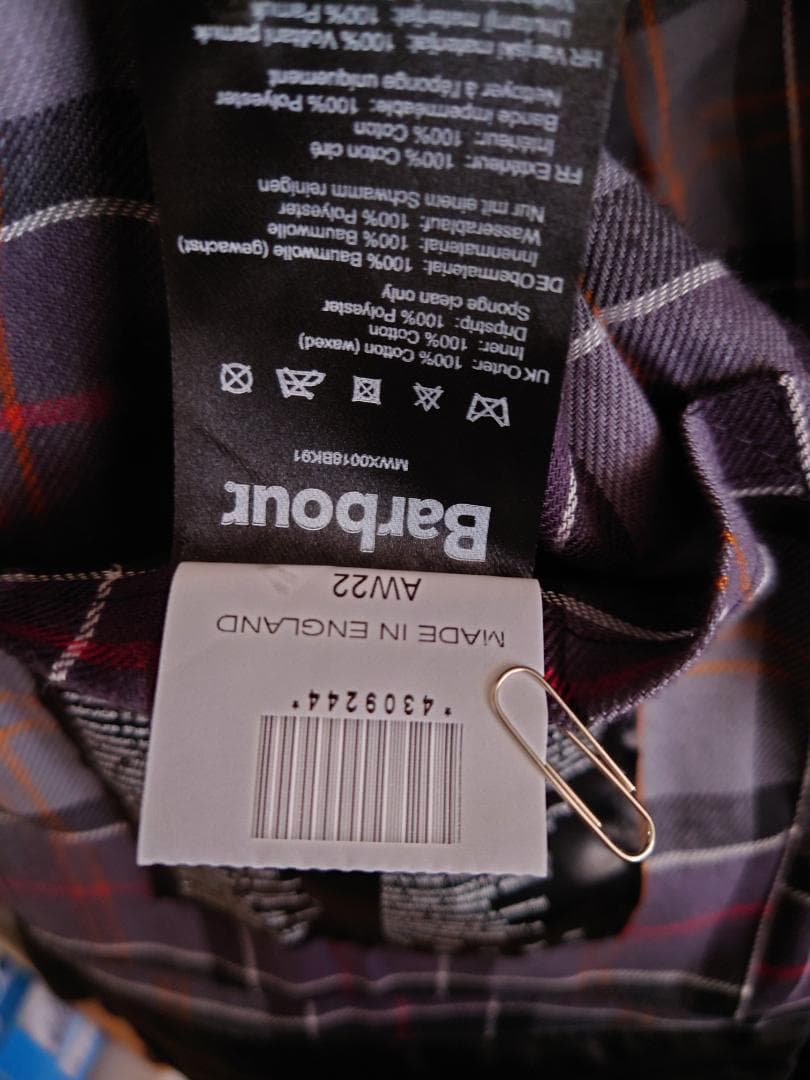 *4309244*
MADE IN ENGLAND
AW22
Barbour
MWX0018BK91
UK Outer: 100% Cotton (waxed)
Inner: 100% Cotton
Dripstrip: 100% Polyester
Sponge clean only
DE Obermaterial: 100% Baumwolle (gewachst)
Innenmaterial: 100% Baumwolle
Wasserablauf: 100% Polyester
Nur mit einem Schwamm reinigen
FR Extérieur: 100% Coton ciré
Intérieur: 100% Coton
Bande imperméable: 100% Polyester
Nettoyer à l'éponge uniquement
HR Vanjski materijal: 100% Voštani pamuk
materijal: 100% Pamuk